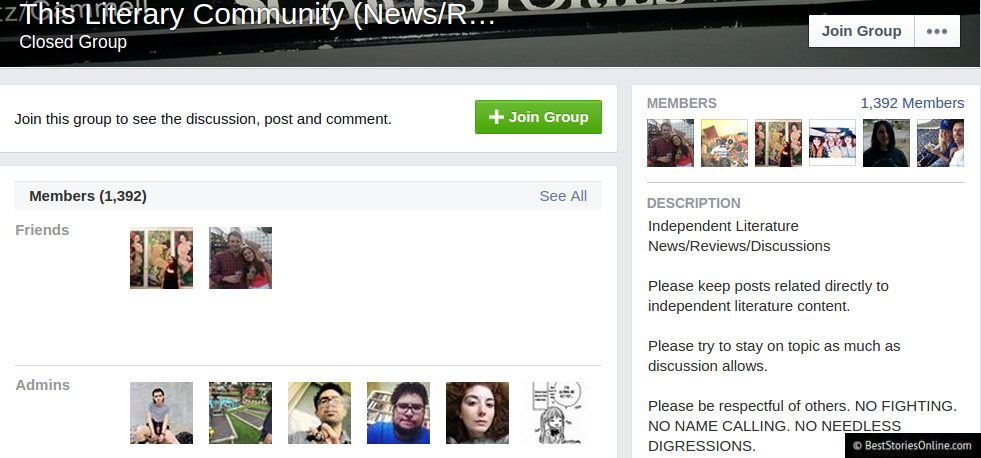 This Literary Community (News/R...
Closed Group
Join Group
Join this group to see the discussion, post and comment.
Join Group
Members (1,392)
See All
Friends
Admins
MEMBERS
1,392 Members
DESCRIPTION
Independent Literature
News/Reviews/Discussions
Please keep posts related directly to
independent literature content.
Please try to stay on topic as much as
discussion allows.
Please be respectful of others. NO FIGHTING.
NO NAME CALLING. NO NEEDLESS
DIGRESSIONS.
© BestStoriesOnline.com